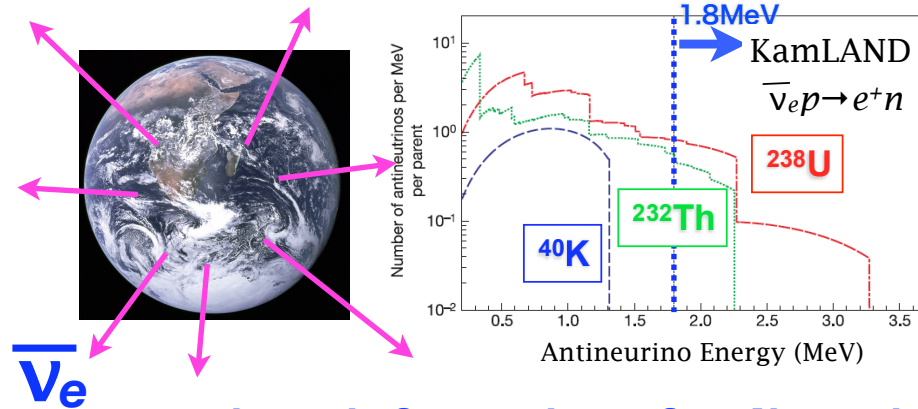 1.8MeV
KamLAND
ν̅ₑp→e⁺n
Number of antineutrinos per MeV
per parent
10¹
10⁰
10⁻¹
10⁻²
²³⁸U
²³²Th
⁴⁰K
0.5 1.0 1.5 2.0 2.5 3.0 3.5
Antineurino Energy (MeV)
ν̅ₑ